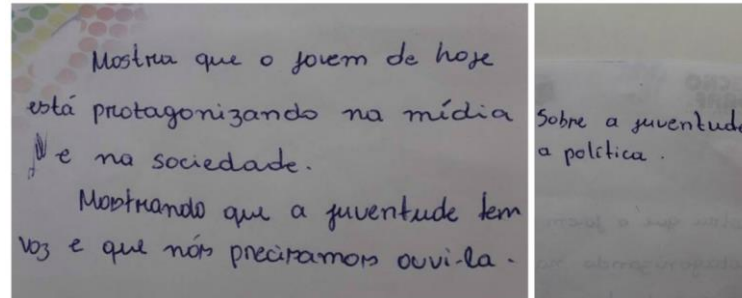 Mostra que o jovem de hoje
está protagonizando na mídia
e na sociedade.
Mostrando que a juventude tem
voz e que nós precisamos ouvi-la.
Sobre a juventude
a política.